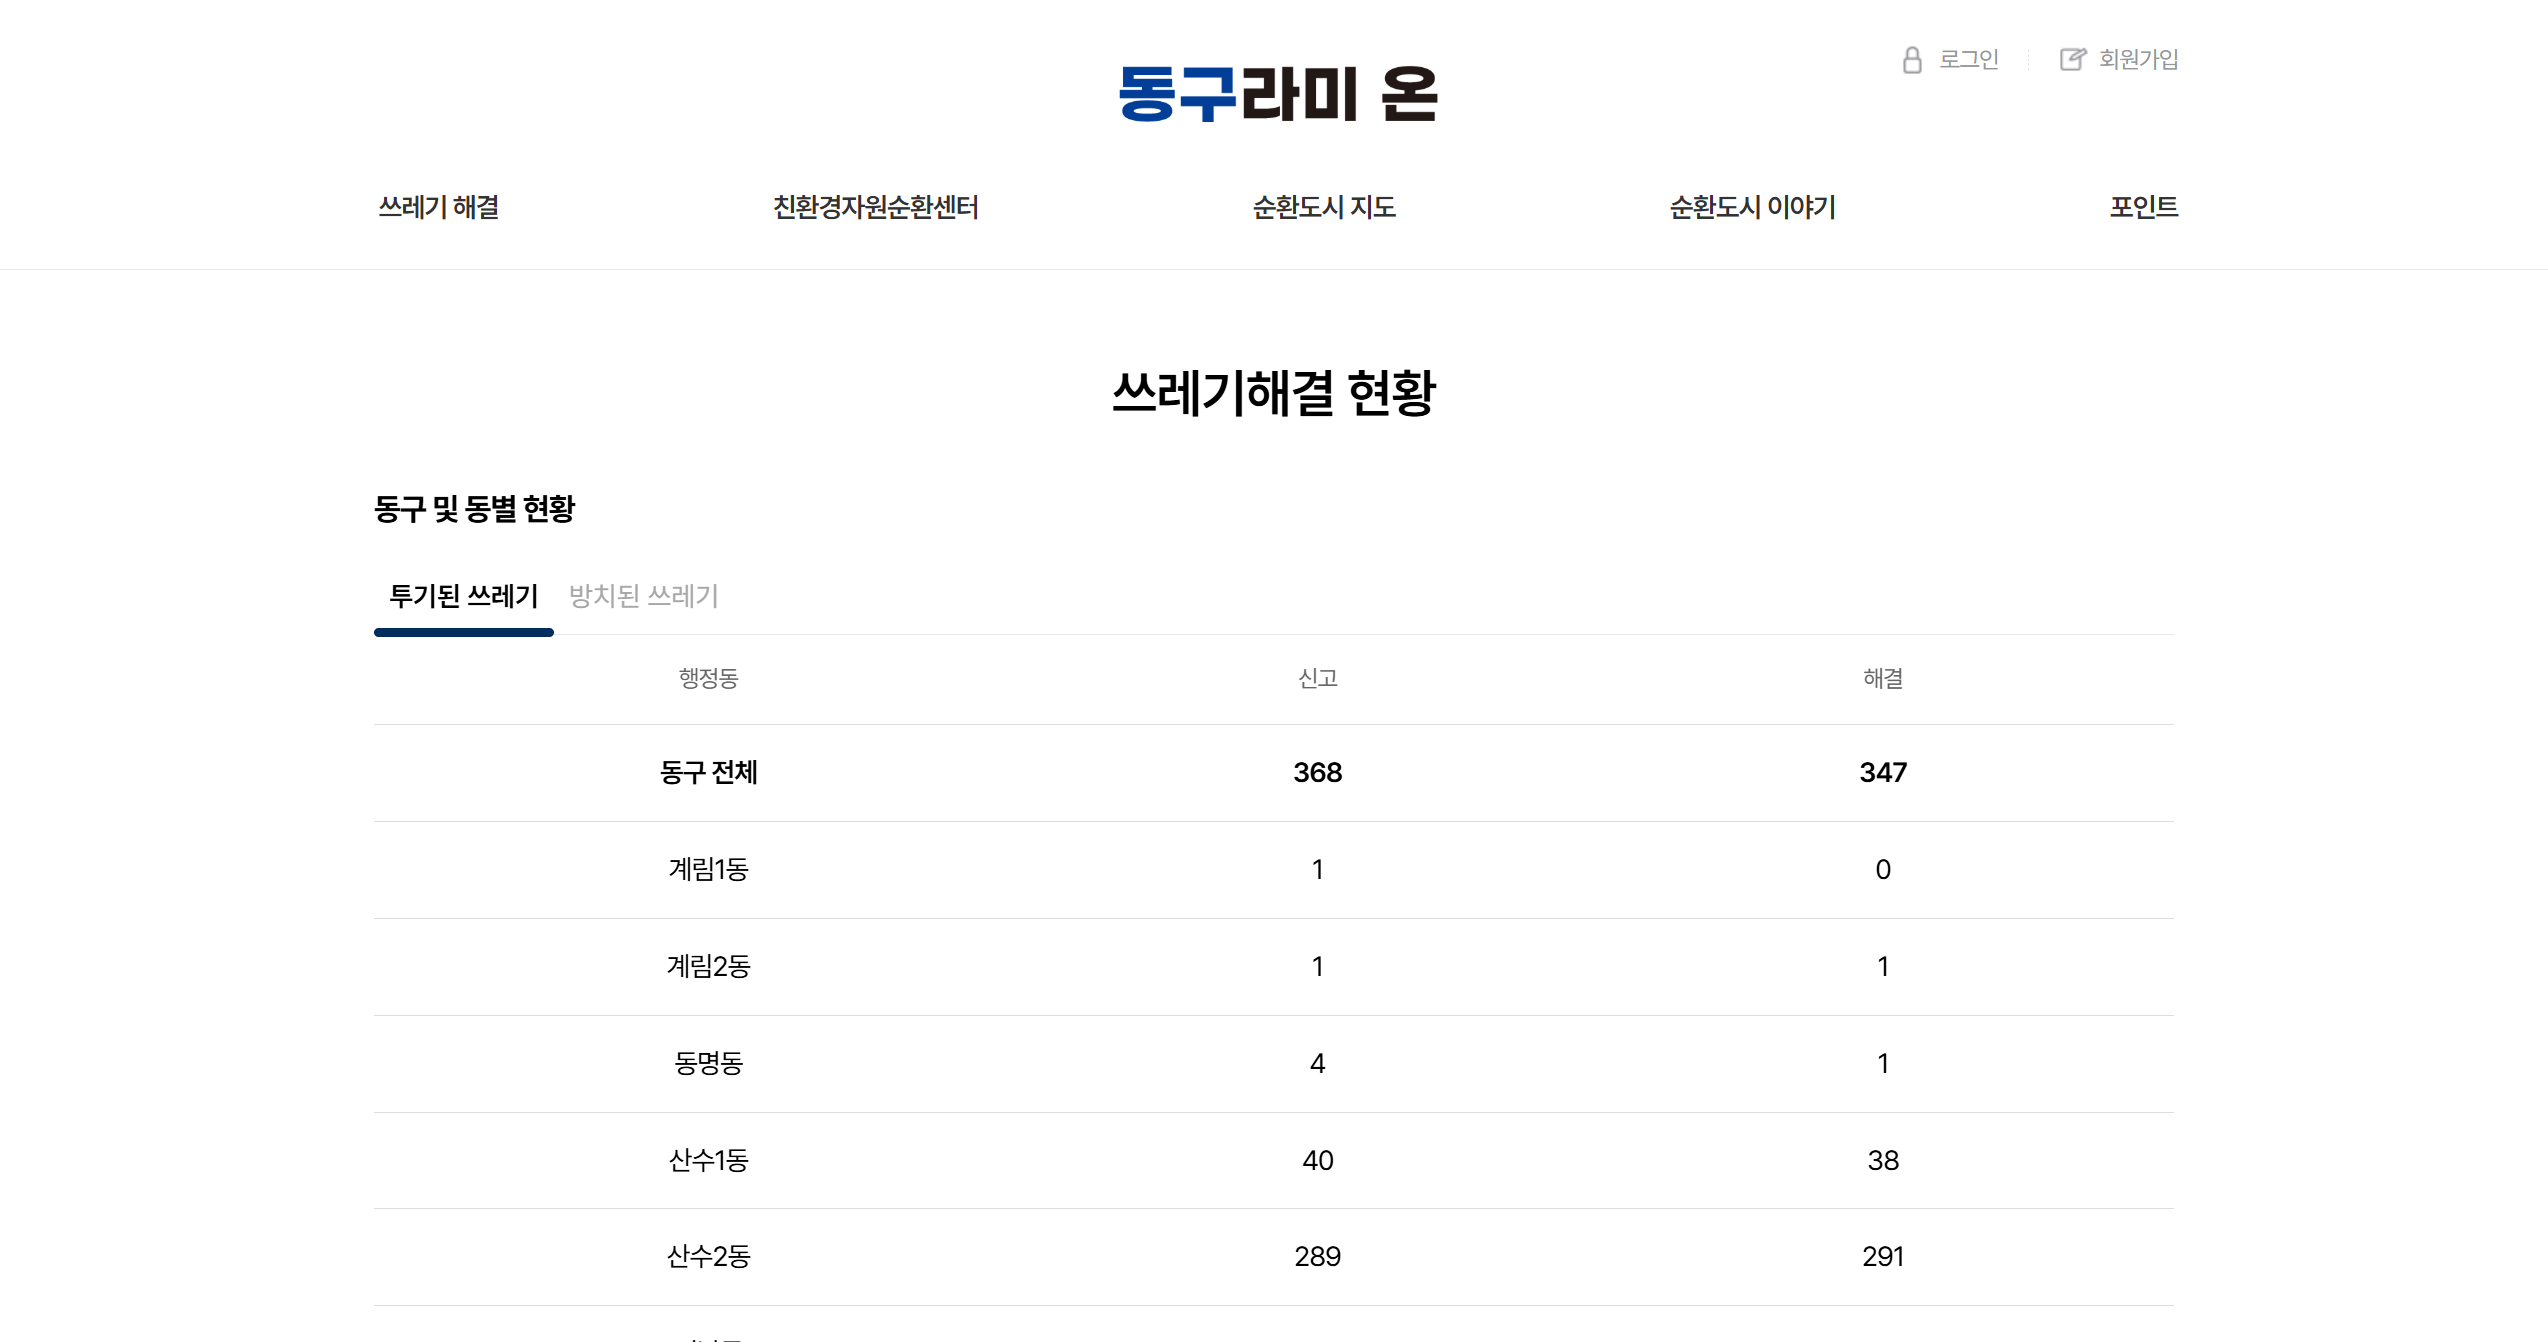 로그인 회원가입
동구라미 온
쓰레기 해결 친환경자원순환센터 순환도시 지도 순환도시 이야기 포인트
쓰레기해결 현황
동구 및 동별 현황
투기된 쓰레기 방치된 쓰레기
행정동 신고 해결
동구 전체 368 347
계림1동 1 0
계림2동 1 1
동명동 4 1
산수1동 40 38
산수2동 289 291